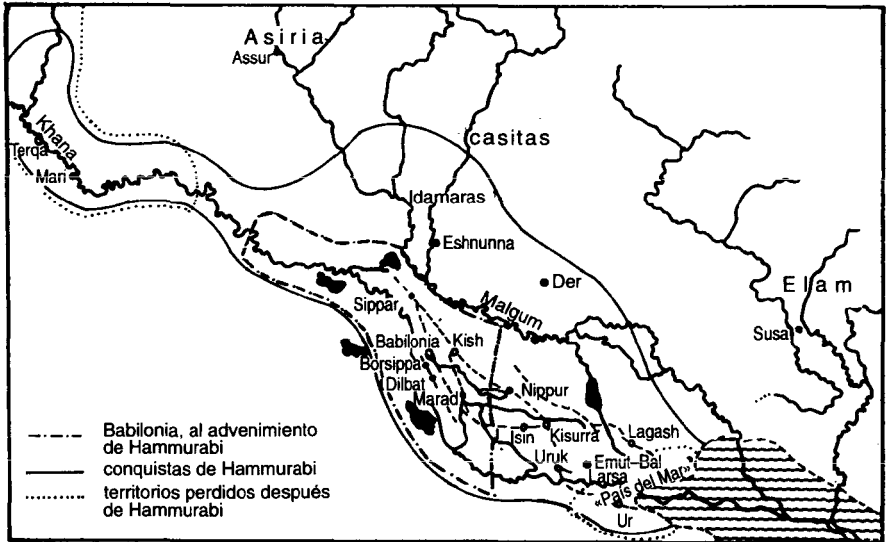 Asiria
Assur
casitas
Khana
Terqa
Mari
Idamaras
Eshnunna
Der
Malgum
Elam
Susa
Sippar
Babilonia
Kish
Borsippa
Dilbat
Marad
Nippur
Isin
Kisurra
Lagash
Uruk
Emut–Bal
Larsa
«País del Mar»
Ur
Babilonia, al advenimiento
de Hammurabi
conquistas de Hammurabi
territorios perdidos después
de Hammurabi